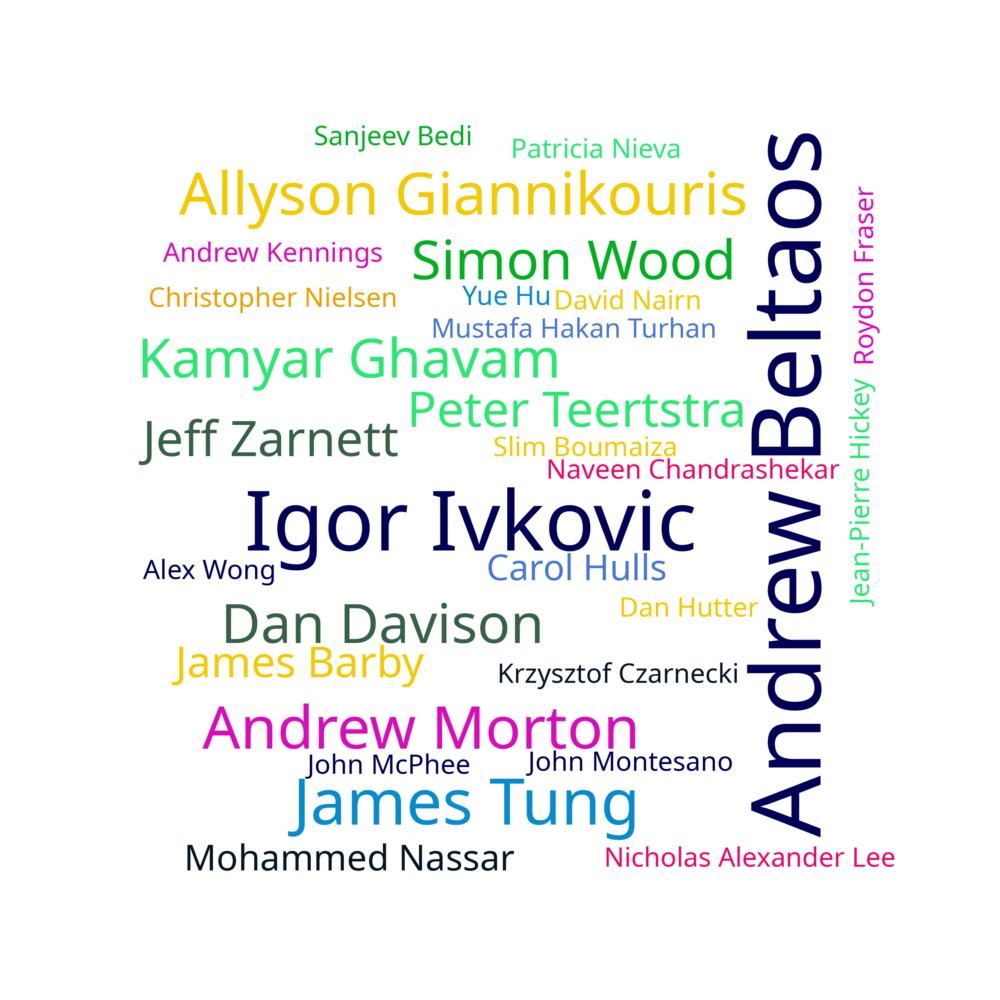 Sanjeev Bedi
Patricia Nieva
Allyson Giannikouris
Andrew Beltaos
Roydon Fraser
Andrew Kennings
Simon Wood
Christopher Nielsen
Yue Hu
David Nairn
Mustafa Hakan Turhan
Kamyar Ghavam
Jean-Pierre Hickey
Peter Teertstra
Jeff Zarnett
Slim Boumaiza
Naveen Chandrashekar
Igor Ivkovic
Alex Wong
Carol Hulls
Dan Hutter
Dan Davison
James Barby
Krzysztof Czarnecki
Andrew Morton
John McPhee
John Montesano
James Tung
Mohammed Nassar
Nicholas Alexander Lee